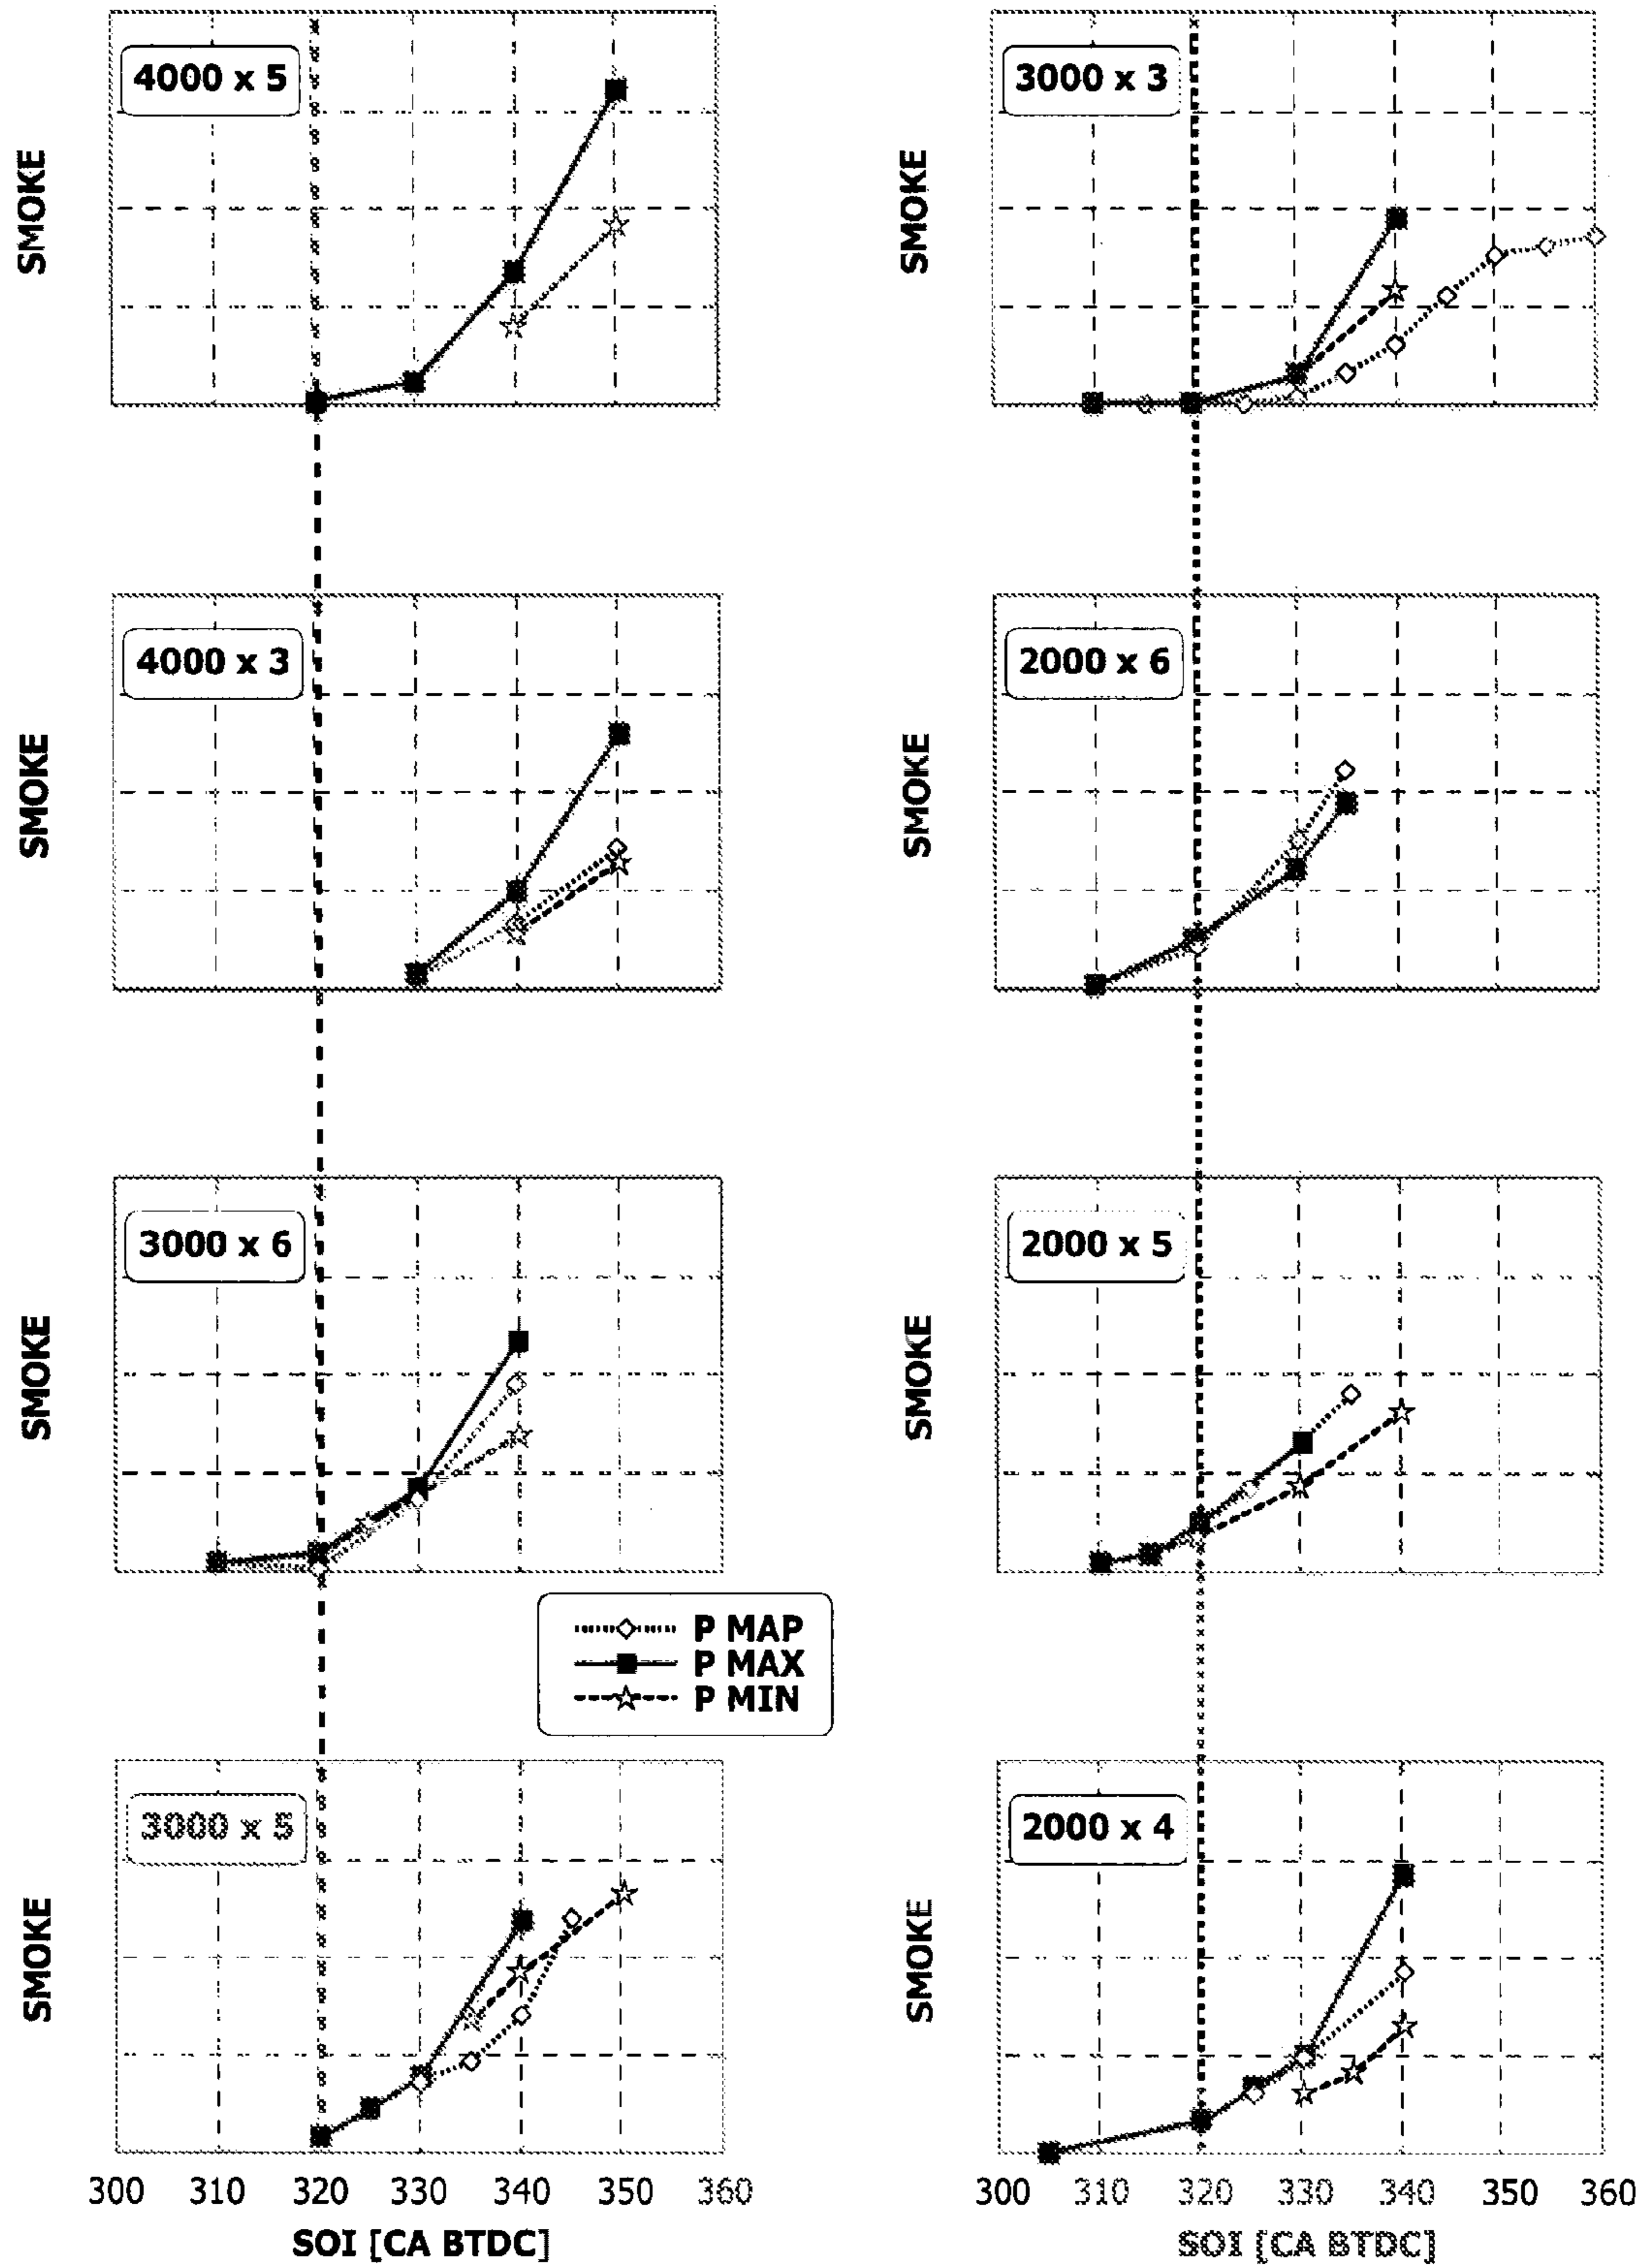 4000 x 5
SMOKE
3000 x 3
SMOKE
4000 x 3
SMOKE
2000 x 6
SMOKE
3000 x 6
SMOKE
2000 x 5
SMOKE
P MAP
P MAX
P MIN
3000 x 5
SMOKE
2000 x 4
SMOKE
300 310 320 330 340 350 360
SOI [CA BTDC]
300 310 320 330 340 350 360
SOI [CA BTDC]